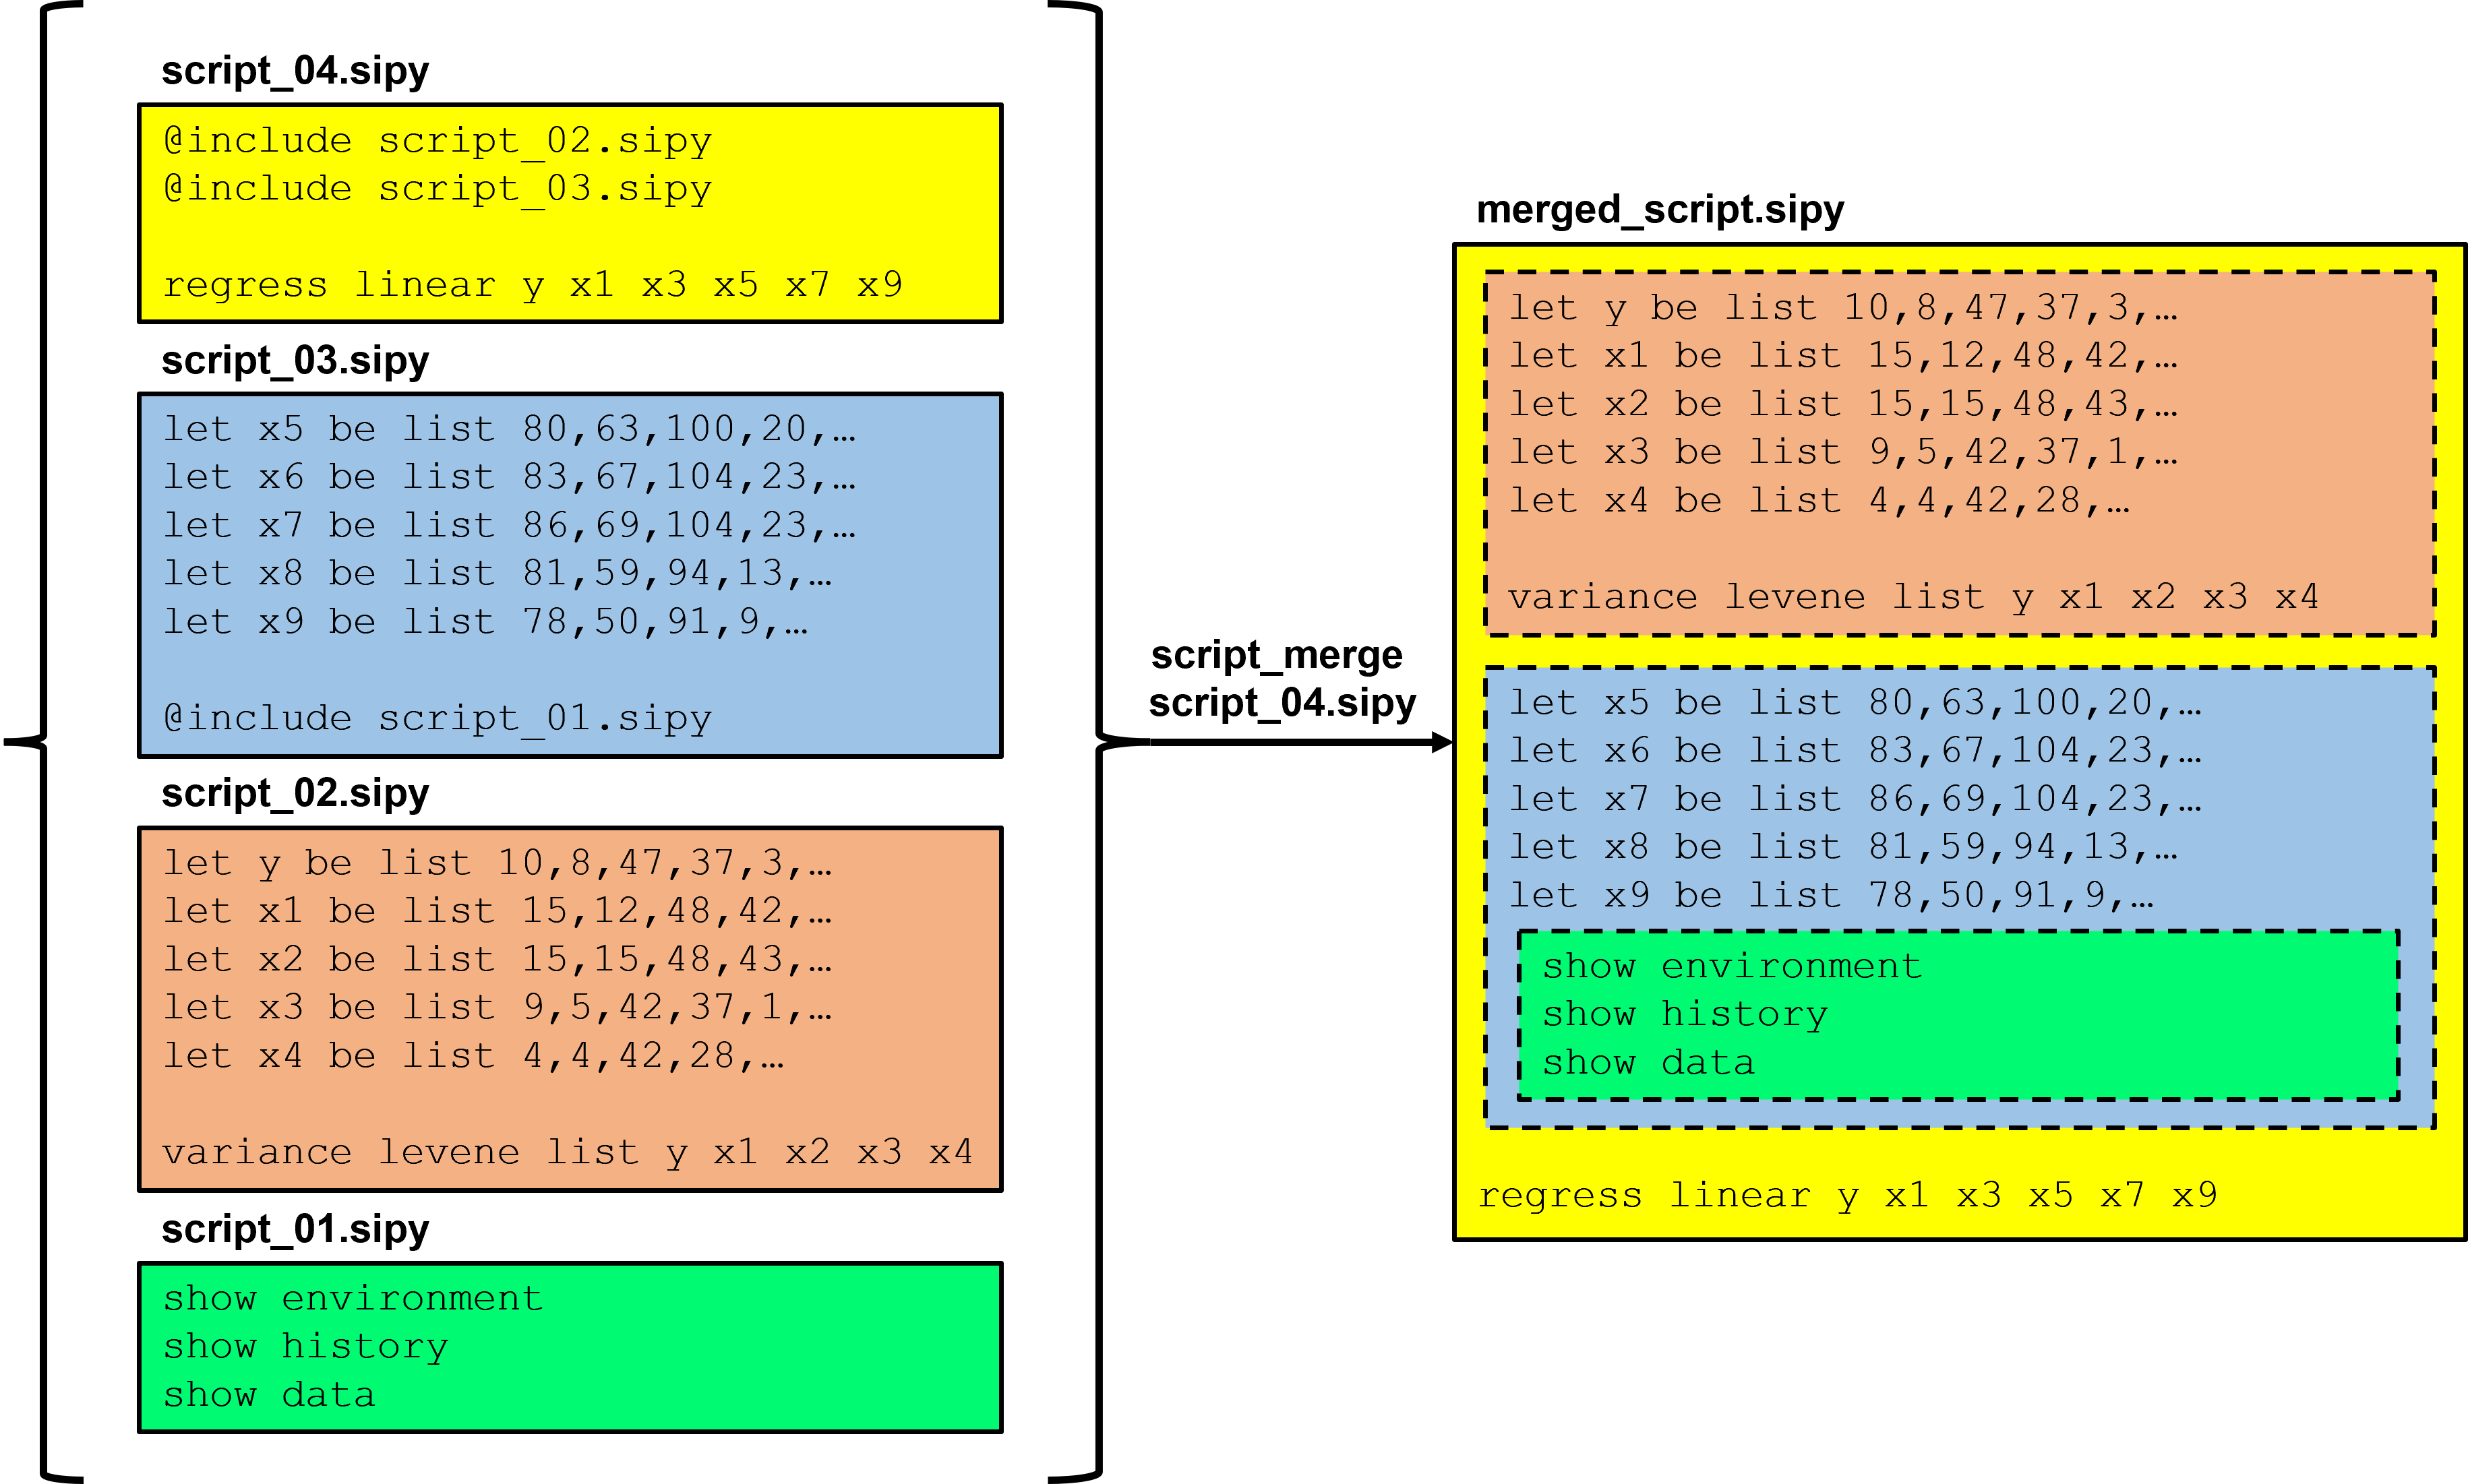 script_04.sipy
@include script_02.sipy
@include script_03.sipy
regress linear y x1 x3 x5 x7 x9
script_03.sipy
let x5 be list 80,63,100,20,…
let x6 be list 83,67,104,23,…
let x7 be list 86,69,104,23,…
let x8 be list 81,59,94,13,…
let x9 be list 78,50,91,9,…
@include script_01.sipy
script_02.sipy
let y be list 10,8,47,37,3,…
let x1 be list 15,12,48,42,…
let x2 be list 15,15,48,43,…
let x3 be list 9,5,42,37,1,…
let x4 be list 4,4,42,28,…
variance levene list y x1 x2 x3 x4
script_01.sipy
show environment
show history
show data
script_merge
script_04.sipy
merged_script.sipy
let y be list 10,8,47,37,3,…
let x1 be list 15,12,48,42,…
let x2 be list 15,15,48,43,…
let x3 be list 9,5,42,37,1,…
let x4 be list 4,4,42,28,…
variance levene list y x1 x2 x3 x4
let x5 be list 80,63,100,20,…
let x6 be list 83,67,104,23,…
let x7 be list 86,69,104,23,…
let x8 be list 81,59,94,13,…
let x9 be list 78,50,91,9,…
show environment
show history
show data
regress linear y x1 x3 x5 x7 x9